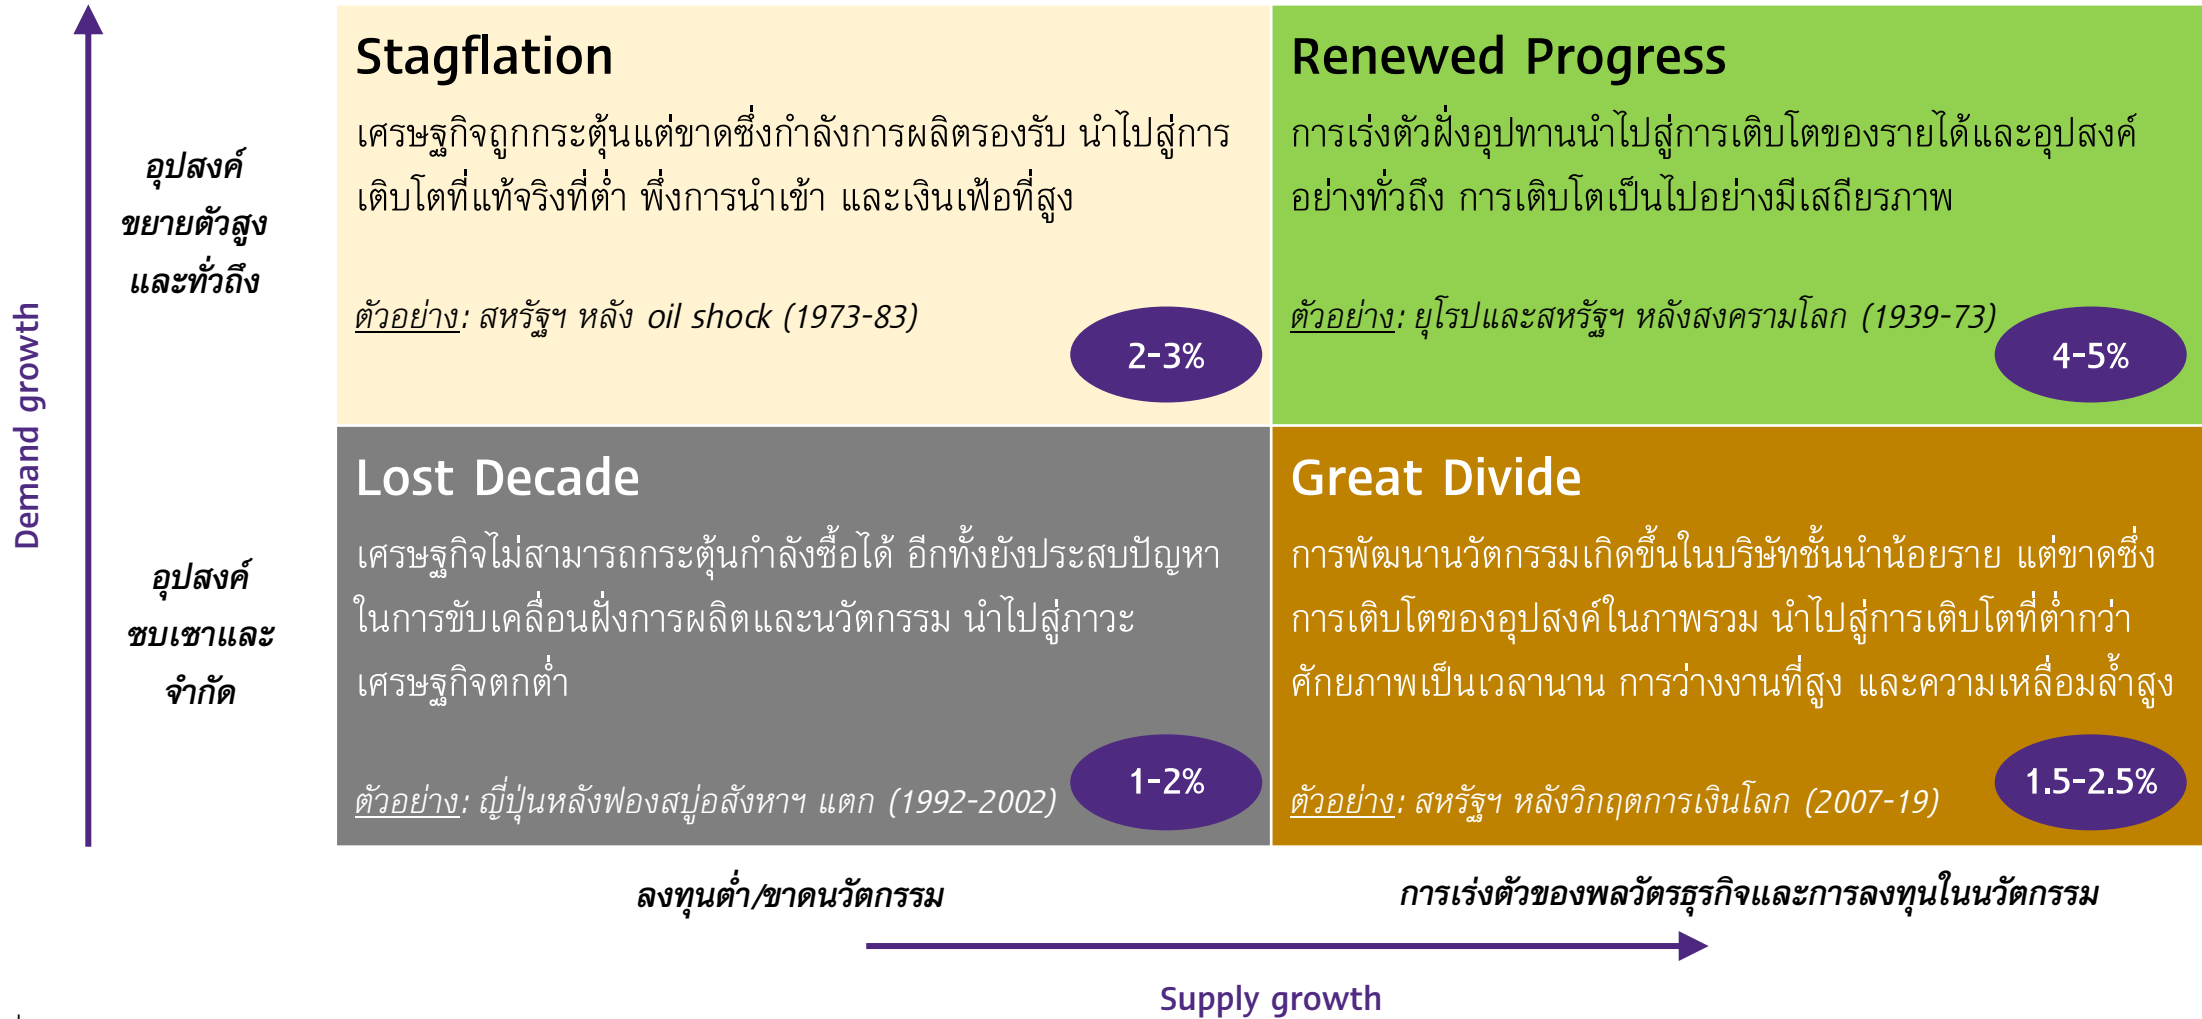 Demand growth
อุปสงค์
ขยายตัวสูง
และทั่วถึง
Stagflation
เศรษฐกิจถูกกระตุ้นแต่ขาดซึ่งกำลังการผลิตรองรับ นำไปสู่การ
เติบโตที่แท้จริงที่ต่ำ พึ่งการนำเข้า และเงินเฟ้อที่สูง
ตัวอย่าง: สหรัฐฯ หลัง oil shock (1973-83)
2-3%
Renewed Progress
การเร่งตัวฝั่งอุปทานนำไปสู่การเติบโตของรายได้และอุปสงค์
อย่างทั่วถึง การเติบโตเป็นไปอย่างมีเสถียรภาพ
ตัวอย่าง: ยุโรปและสหรัฐฯ หลังสงครามโลก (1939-73)
4-5%
อุปสงค์
ซบเซาและ
จำกัด
Lost Decade
เศรษฐกิจไม่สามารถกระตุ้นกำลังซื้อได้ อีกทั้งยังประสบปัญหา
ในการขับเคลื่อนฝั่งการผลิตและนวัตกรรม นำไปสู่ภาวะ
เศรษฐกิจตกต่ำ
ตัวอย่าง: ญี่ปุ่นหลังฟองสบู่อสังหาฯ แตก (1992-2002)
1-2%
Great Divide
การพัฒนานวัตกรรมเกิดขึ้นในบริษัทชั้นนำน้อยราย แต่ขาดซึ่ง
การเติบโตของอุปสงค์ในภาพรวม นำไปสู่การเติบโตที่ต่ำกว่า
ศักยภาพเป็นเวลานาน การว่างงานที่สูง และความเหลื่อมล้ำสูง
ตัวอย่าง: สหรัฐฯ หลังวิกฤตการเงินโลก (2007-19)
1.5-2.5%
ลงทุนต่ำ/ขาดนวัตกรรม
การเร่งตัวของพลวัตรธุรกิจและการลงทุนในนวัตกรรม
Supply growth